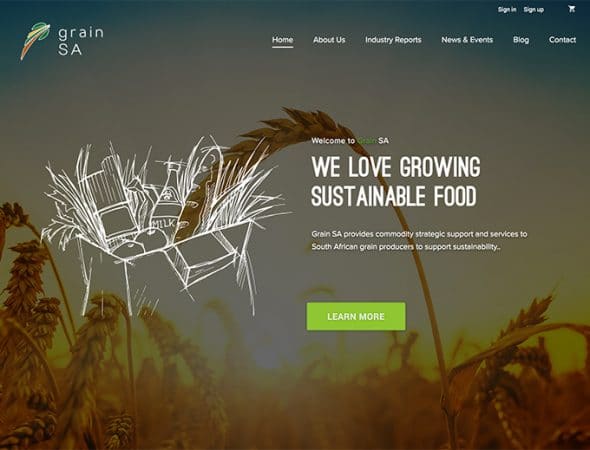 Sign in Sign up
grain
SA
Home About Us Industry Reports News & Events Blog Contact
Welcome to Grain SA
WE LOVE GROWING
SUSTAINABLE FOOD
MILK
Grain SA provides commodity strategic support and services to
South African grain producers to support sustainability..
LEARN MORE